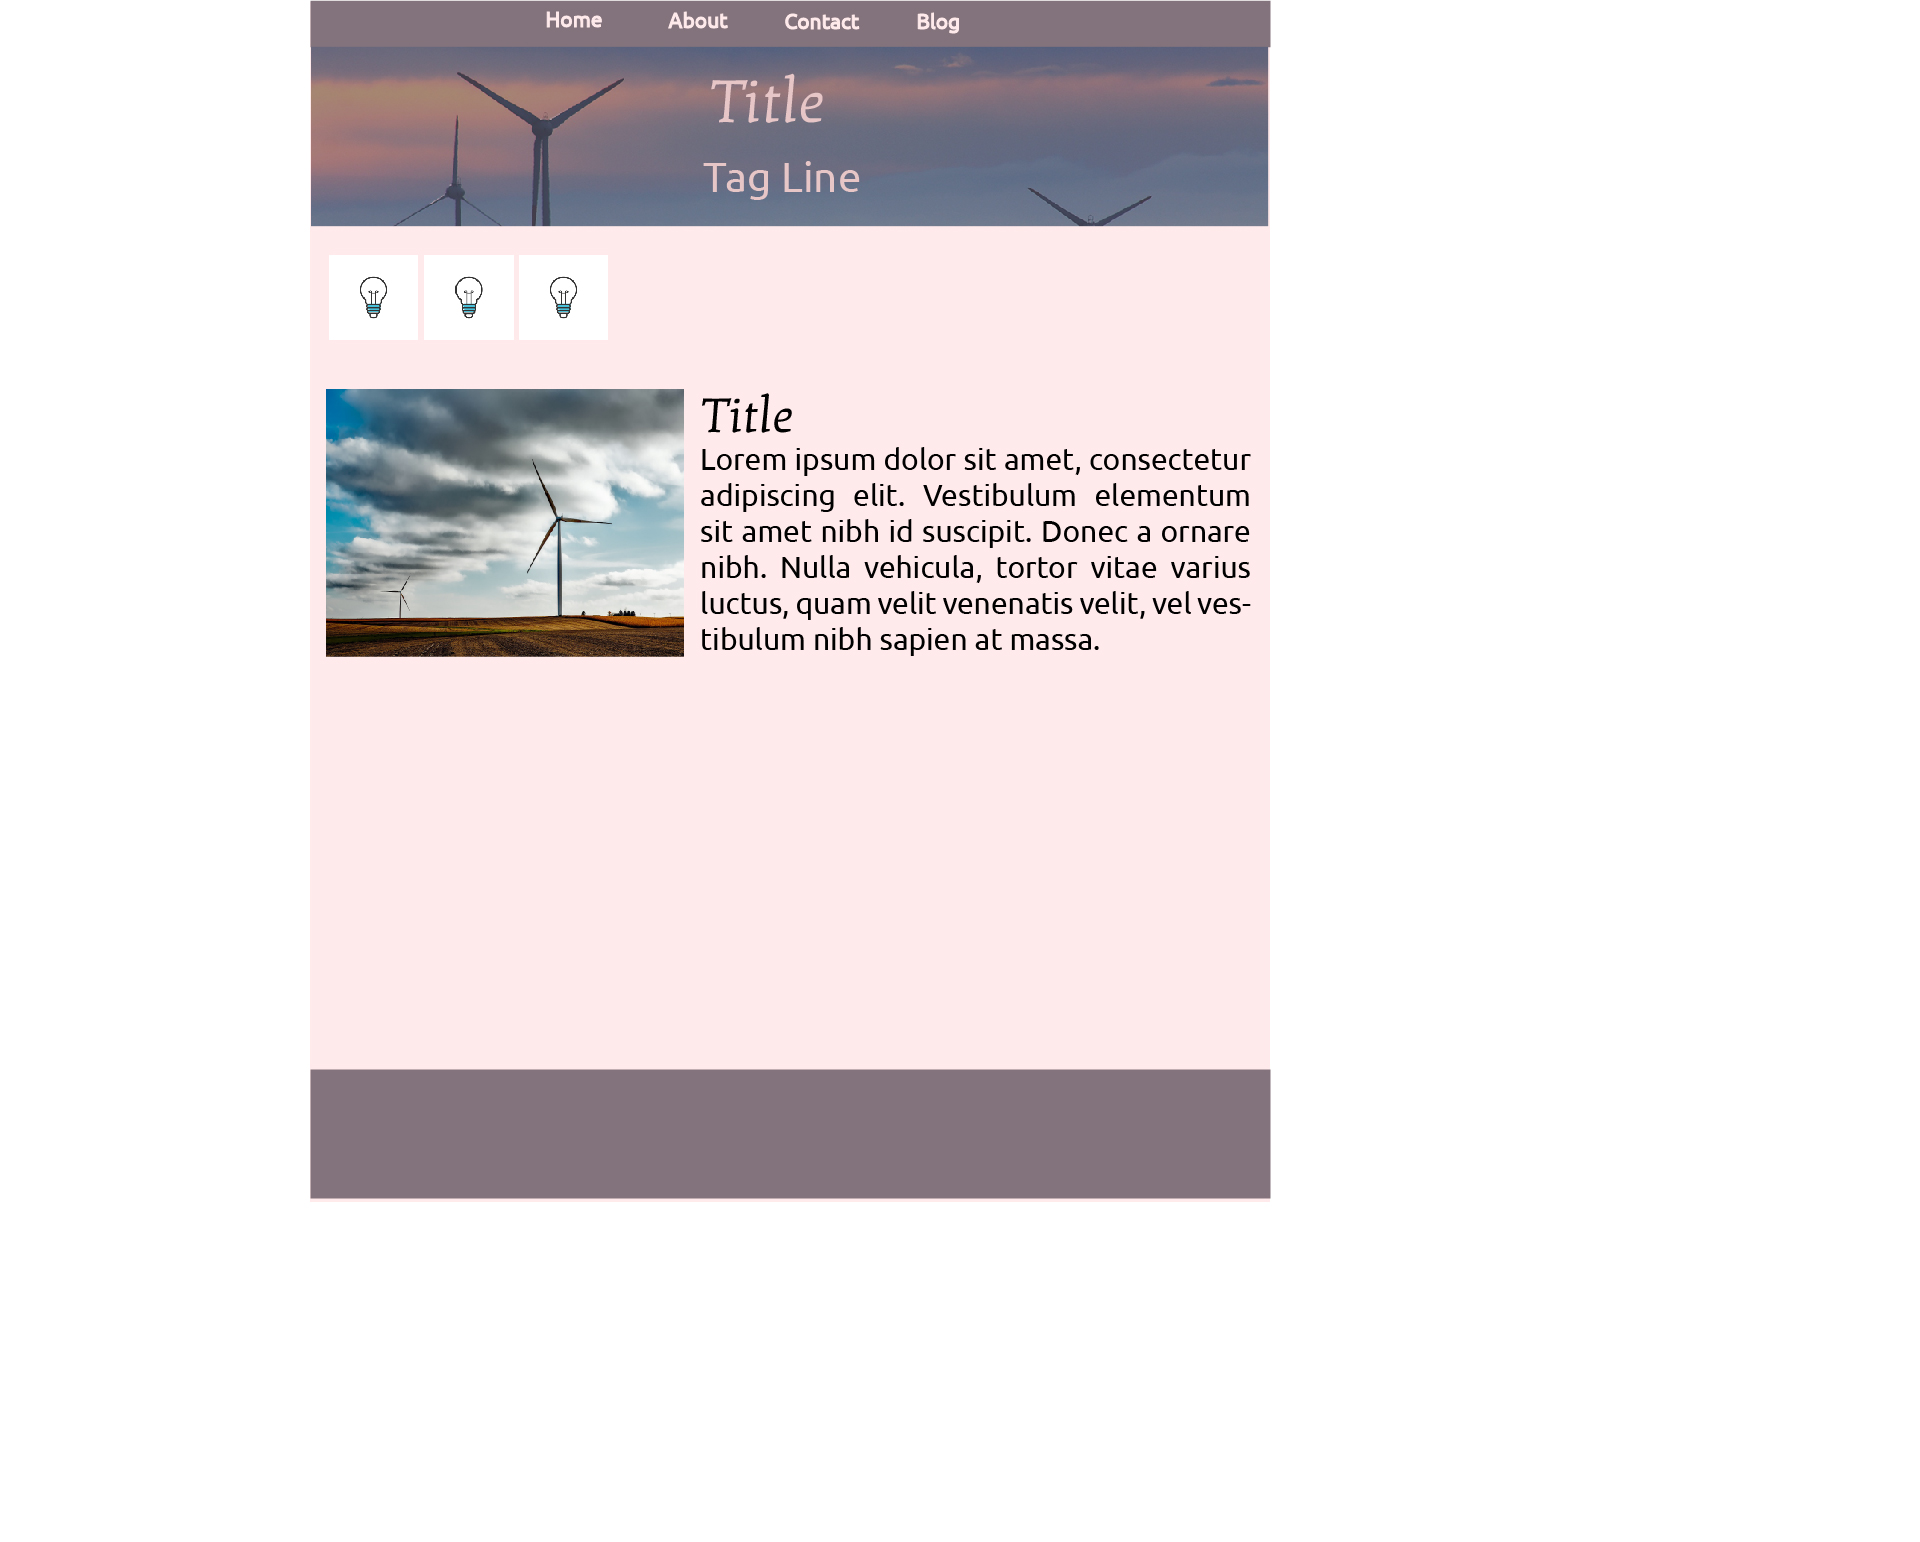 Home About Contact Blog
Title
Tag Line
Title
Lorem ipsum dolor sit amet, consectetur
adipiscing elit. Vestibulum elementum
sit amet nibh id suscipit. Donec a ornare
nibh. Nulla vehicula, tortor vitae varius
luctus, quam velit venenatis velit, vel ves-
tibulum nibh sapien at massa.